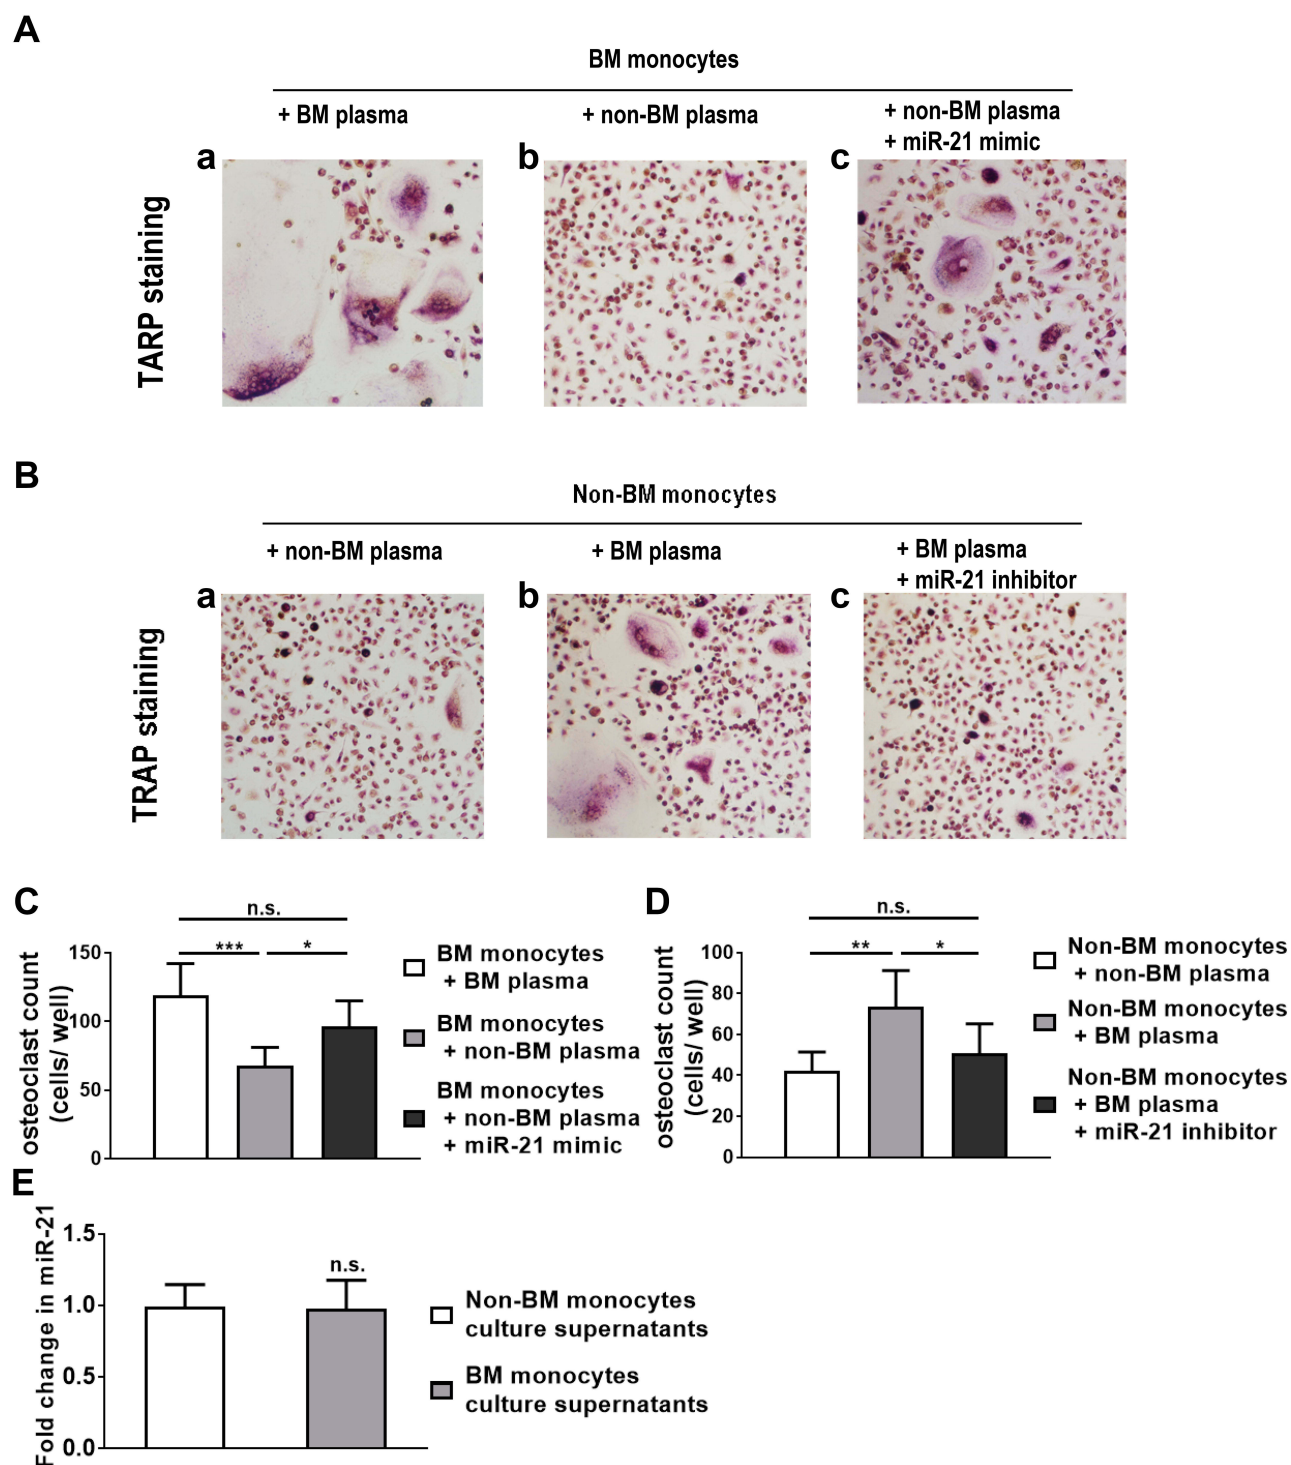 A
BM monocytes
+ BM plasma
+ non-BM plasma
+ non-BM plasma
+ miR-21 mimic
a
b
c
TARP staining
B
Non-BM monocytes
+ non-BM plasma
+ BM plasma
+ BM plasma
+ miR-21 inhibitor
a
b
c
TRAP staining
C
n.s.
***
*
osteoclast count
(cells/ well)
150
100
50
0
BM monocytes
+ BM plasma
BM monocytes
+ non-BM plasma
BM monocytes
+ non-BM plasma
+ miR-21 mimic
D
n.s.
**
*
osteoclast count
(cells/ well)
100
80
60
40
20
0
Non-BM monocytes
+ non-BM plasma
Non-BM monocytes
+ BM plasma
Non-BM monocytes
+ BM plasma
+ miR-21 inhibitor
E
Fold change in miR-21
1.5
1.0
0.5
0.0
n.s.
Non-BM monocytes
culture supernatants
BM monocytes
culture supernatants